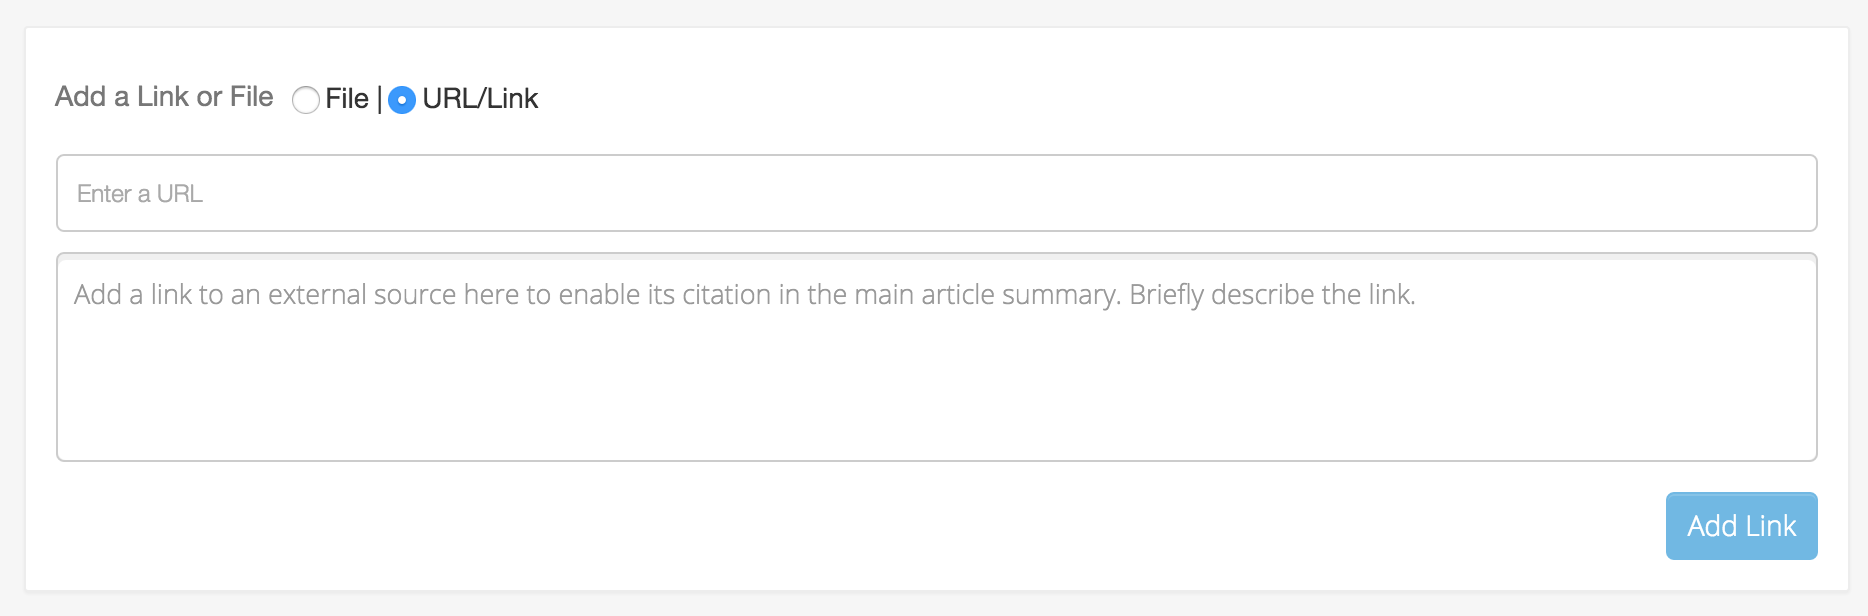 Add a Link or File File | URL/Link
Enter a URL
Add a link to an external source here to enable its citation in the main article summary. Briefly describe the link.
Add Link